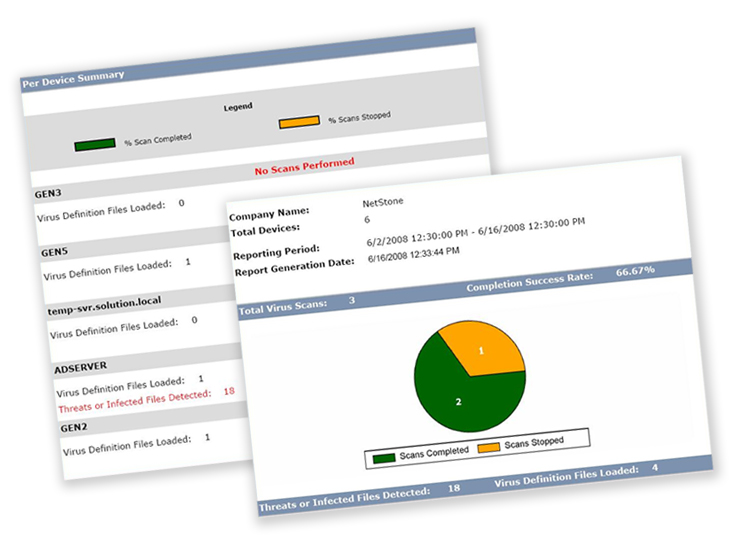 Per Device Summary
Legend
% Scan Completed
% Scans Stopped
No Scans Performed
GEN3
Virus Definition Files Loaded: 0
GEN5
Virus Definition Files Loaded: 1
temp-svr.solution.local
Virus Definition Files Loaded: 0
ADSERVER
Virus Definition Files Loaded: 1
Threats or Infected Files Detected: 18
GEN2
Virus Definition Files Loaded: 1
Company Name: NetStone
Total Devices: 6
Reporting Period: 6/2/2008 12:30:00 PM - 6/16/2008 12:30:00 PM
Report Generation Date: 6/16/2008 12:33:44 PM
Total Virus Scans: 3 Completion Success Rate: 66.67%
1
2
Scans Completed Scans Stopped
Threats or Infected Files Detected: 18 Virus Definition Files Loaded: 4